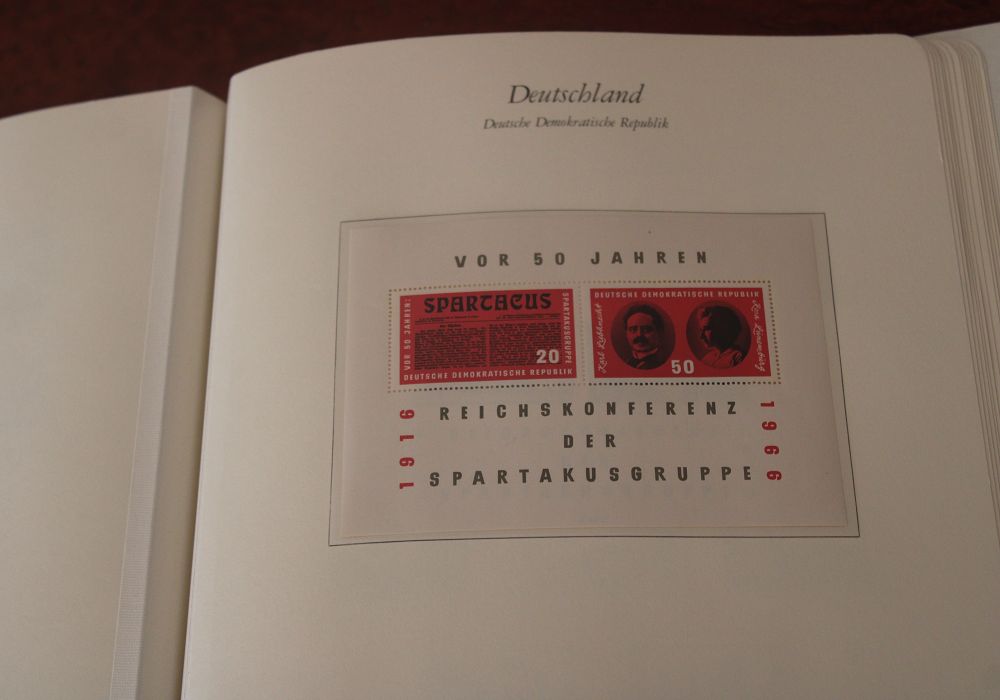 Deutschland
Deutsche Demokratische Republik
VOR 50 JAHREN
VOR 50 JAHREN:
SPARTACUS
SPARTAKUSGRUPPE
20
DEUTSCHE DEMOKRATISCHE REPUBLIK
DEUTSCHE DEMOKRATISCHE REPUBLIK
Karl Liebknecht
Rosa Luxemburg
50
1916
REICHSKONFERENZ
DER
SPARTAKUSGRUPPE
1966